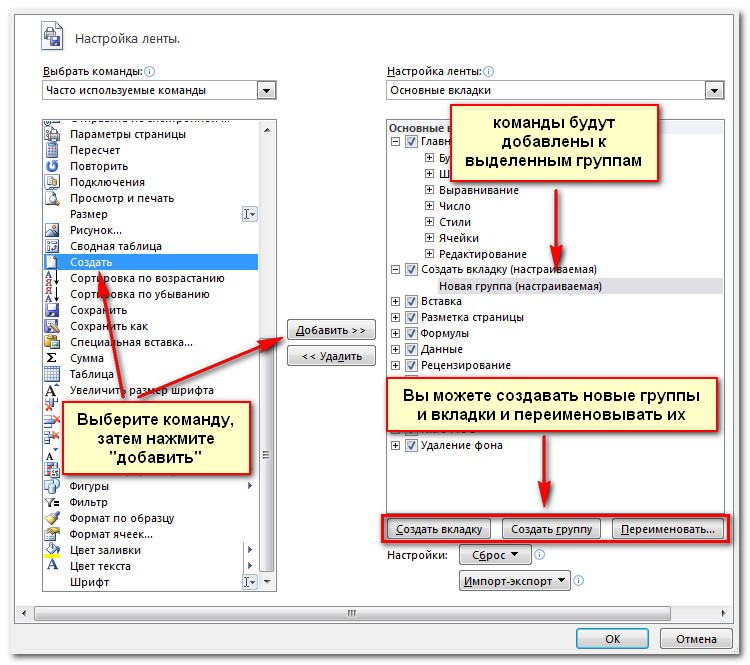 Настройка ленты.
Выбрать команды:
Часто используемые команды
Параметры страницы
Пересчет
Повторить
Подключения
Просмотр и печать
Размер
Рисунок...
Сводная таблица
Создать
Сортировка по возрастанию
Сортировка по убыванию
Сохранить
Сохранить как
Специальная вставка...
Сумма
Таблица
Увеличить размер шрифта
Выберите команду,
затем нажмите
"добавить"
Фигуры
Фильтр
Формат по образцу
Формат ячеек...
Цвет заливки
Цвет текста
Шрифт
Добавить >>
<< Удалить
Настройка ленты:
Основные вкладки
Основные в
команды будут
добавлены к
выделенным группам
Главн
Бу
Ш
Выравнивание
Число
Стили
Ячейки
Редактирование
Создать вкладку (настраиваемая)
Новая группа (настраиваемая)
Вставка
Разметка страницы
Формулы
Данные
Рецензирование
Вы можете создавать новые группы
и вкладки и переименовывать их
Удаление фона
Создать вкладку
Создать группу
Переименовать...
Настройки:
Сброс
Импорт-экспорт
ОК
Отмена